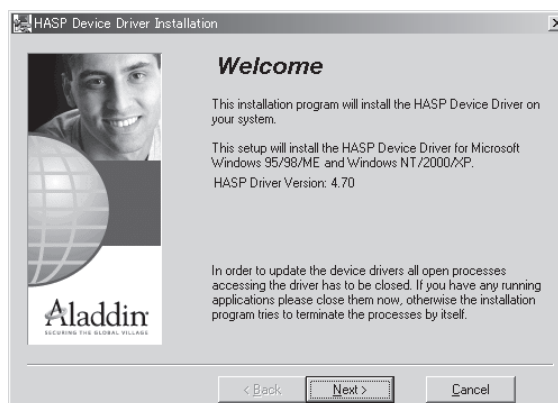 HASP Device Driver Installation
Welcome
This installation program will install the HASP Device Driver on
your system.
This setup will install the HASP Device Driver for Microsoft
Windows 95/98/ME and Windows NT/2000/XP.
HASP Driver Version: 4.70
In order to update the device drivers all open processes
accessing the driver has to be closed. If you have any running
applications please close them now, otherwise the installation
program tries to terminate the processes by itself.
Aladdin
SECURING THE GLOBAL VILLAGE
< Back
Next >
Cancel